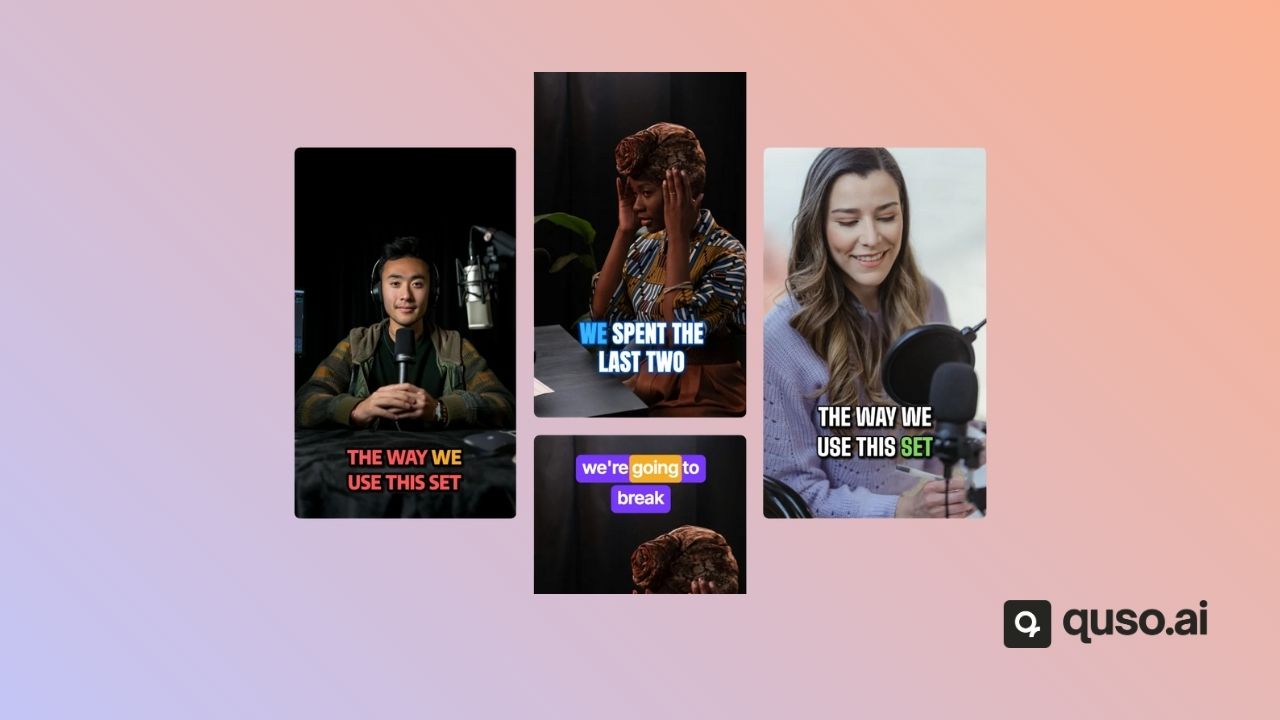 THE WAY WE
USE THIS SET
WE SPENT THE
LAST TWO
we're going to
break
THE WAY WE
USE THIS SET
quso.ai